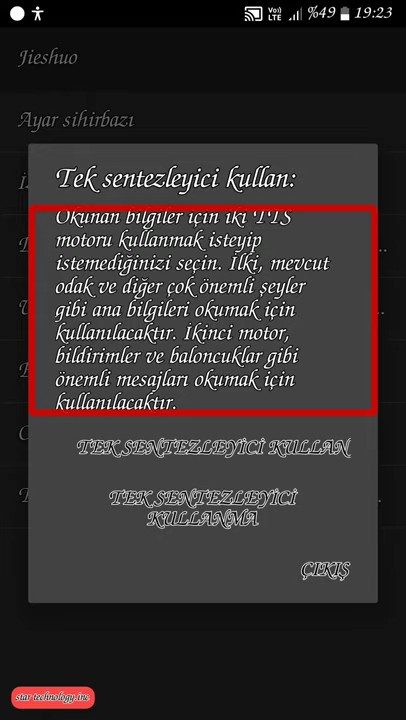 %49 19:23
Jieshuo
Ayar sihirbazı
Tek sentezleyici kullan:
Okunan bilgiler için iki TTS
motoru kullanmak isteyip
istemediğinizi seçin. İlki, mevcut
odak ve diğer çok önemli şeyler
gibi ana bilgileri okumak için
kullanılacaktır. İkinci motor,
bildirimler ve baloncuklar gibi
önemli mesajları okumak için
kullanılacaktır.
TEK SENTEZLEYİCİ KULLAN
TEK SENTEZLEYİCİ
KULLANMA
ÇIKIŞ
star technology.inc